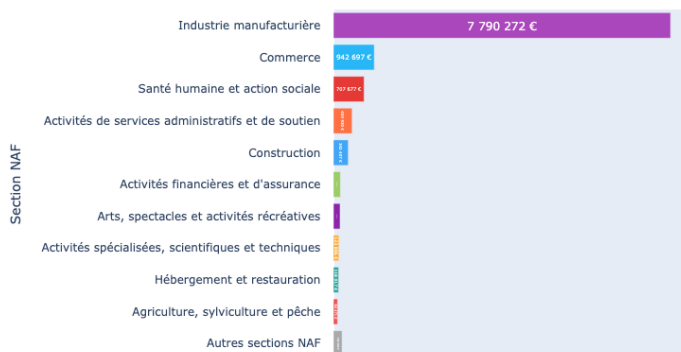 Industrie manufacturière
7 790 272 €
Commerce
942 697 €
Santé humaine et action sociale
707 677 €
Activités de services administratifs et de soutien
Construction
Activités financières et d'assurance
Arts, spectacles et activités récréatives
Activités spécialisées, scientifiques et techniques
Hébergement et restauration
Agriculture, sylviculture et pêche
Autres sections NAF
Section NAF